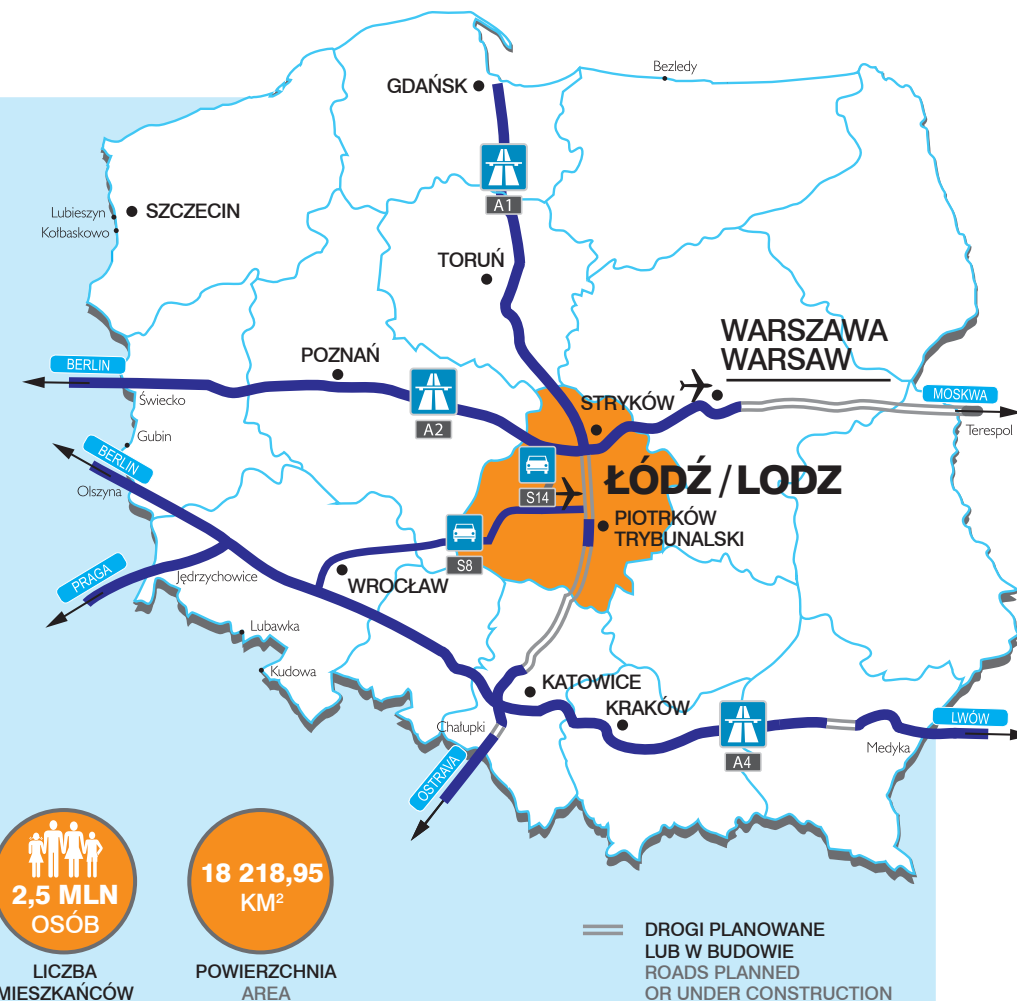 Bezledy
GDAŃSK
A1
Lubieszyn
SZCZECIN
Kołbaskowo
TORUŃ
WARSZAWA
WARSAW
POZNAŃ
BERLIN
MOSKWA
Świecko
STRYKÓW
Terespol
A2
Gubin
BERLIN
Olszyna
ŁÓDŹ / LODZ
S14
PIOTRKÓW
TRYBUNALSKI
S8
PRAGA
Jędrzychowice
WROCŁAW
Lubawka
Kudowa
KATOWICE
KRAKÓW
Chałupki
LWÓW
Medyka
A4
OSTRAVA
2,5 MLN
OSÓB
18 218,95
KM²
LICZBA
MIESZKAŃCÓW
POWIERZCHNIA
AREA
DROGI PLANOWANE
LUB W BUDOWIE
ROADS PLANNED
OR UNDER CONSTRUCTION